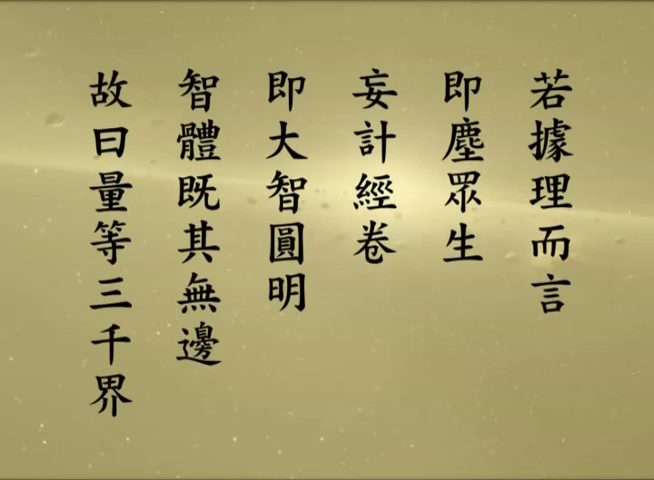 若據理而言
即塵眾生
妄計經卷
即大智圓明
智體既其無邊
故曰量等三千界